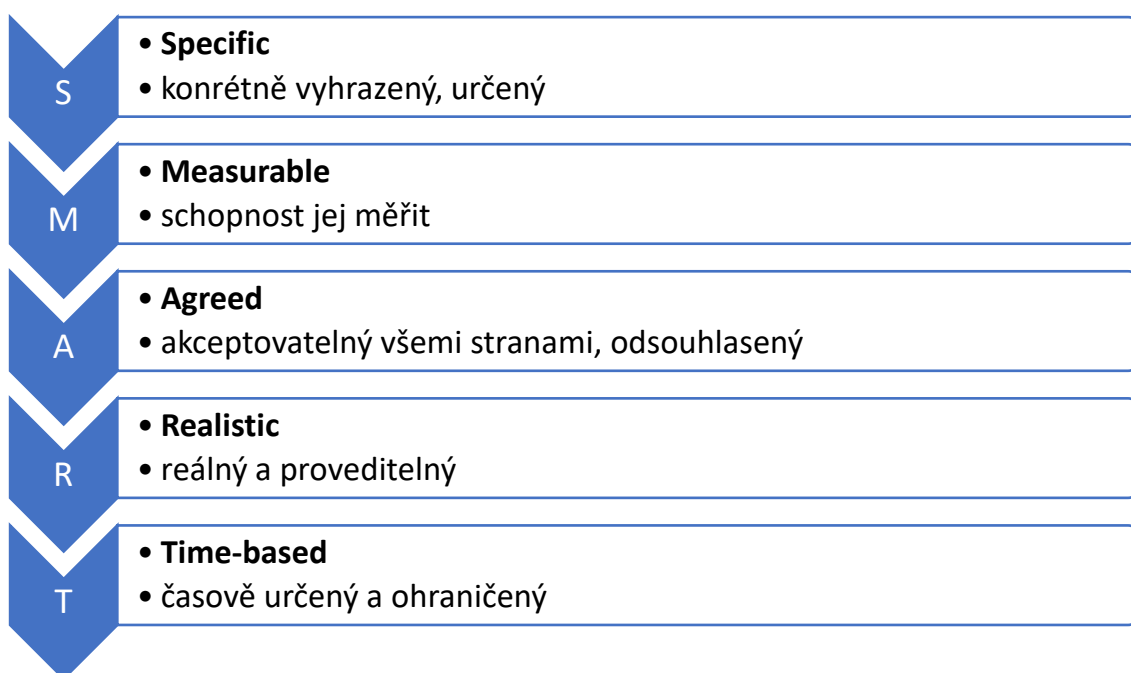 S
• Specific
• konrétně vyhrazený, určený
M
• Measurable
• schopnost jej měřit
A
• Agreed
• akceptovatelný všemi stranami, odsouhlasený
R
• Realistic
• reálný a proveditelný
T
• Time-based
• časově určený a ohraničený